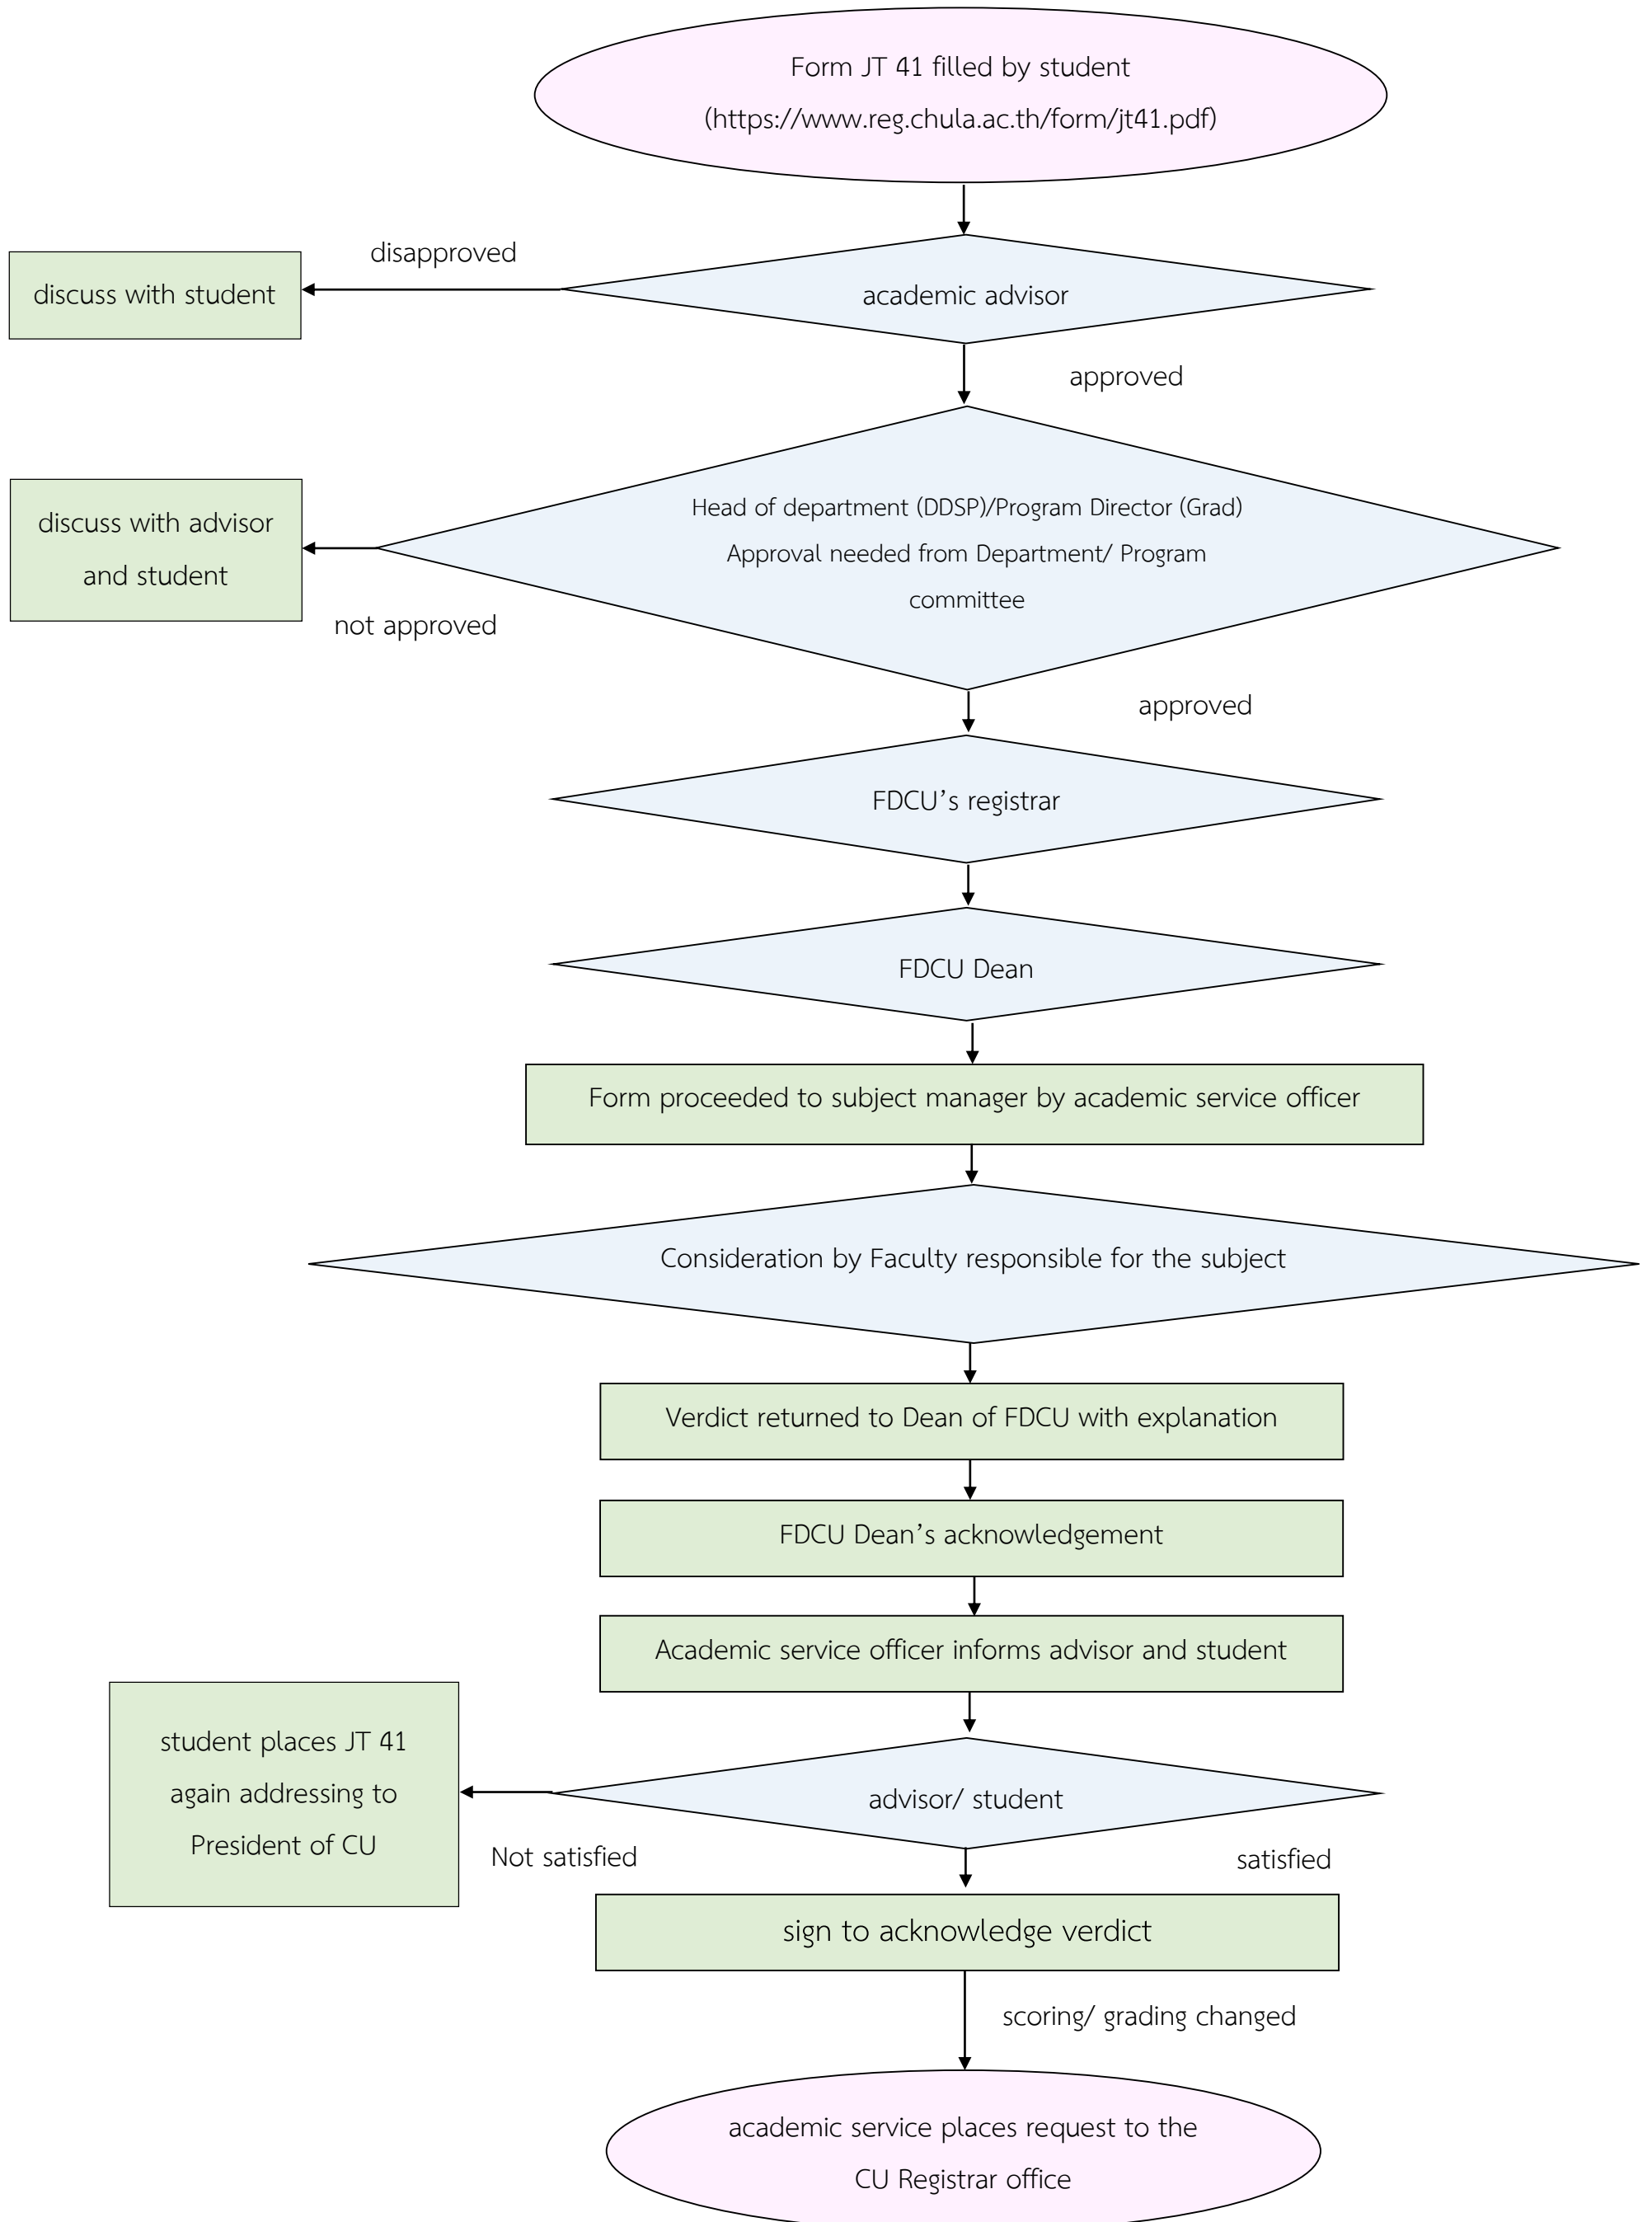 Form JT 41 filled by student
(https://www.reg.chula.ac.th/form/jt41.pdf)
disapproved
discuss with student
academic advisor
approved
Head of department (DDSP)/Program Director (Grad)
Approval needed from Department/ Program
committee
discuss with advisor
and student
not approved
approved
FDCU’s registrar
FDCU Dean
Form proceeded to subject manager by academic service officer
Consideration by Faculty responsible for the subject
Verdict returned to Dean of FDCU with explanation
FDCU Dean’s acknowledgement
Academic service officer informs advisor and student
student places JT 41
again addressing to
President of CU
advisor/ student
Not satisfied
satisfied
sign to acknowledge verdict
scoring/ grading changed
academic service places request to the
CU Registrar office